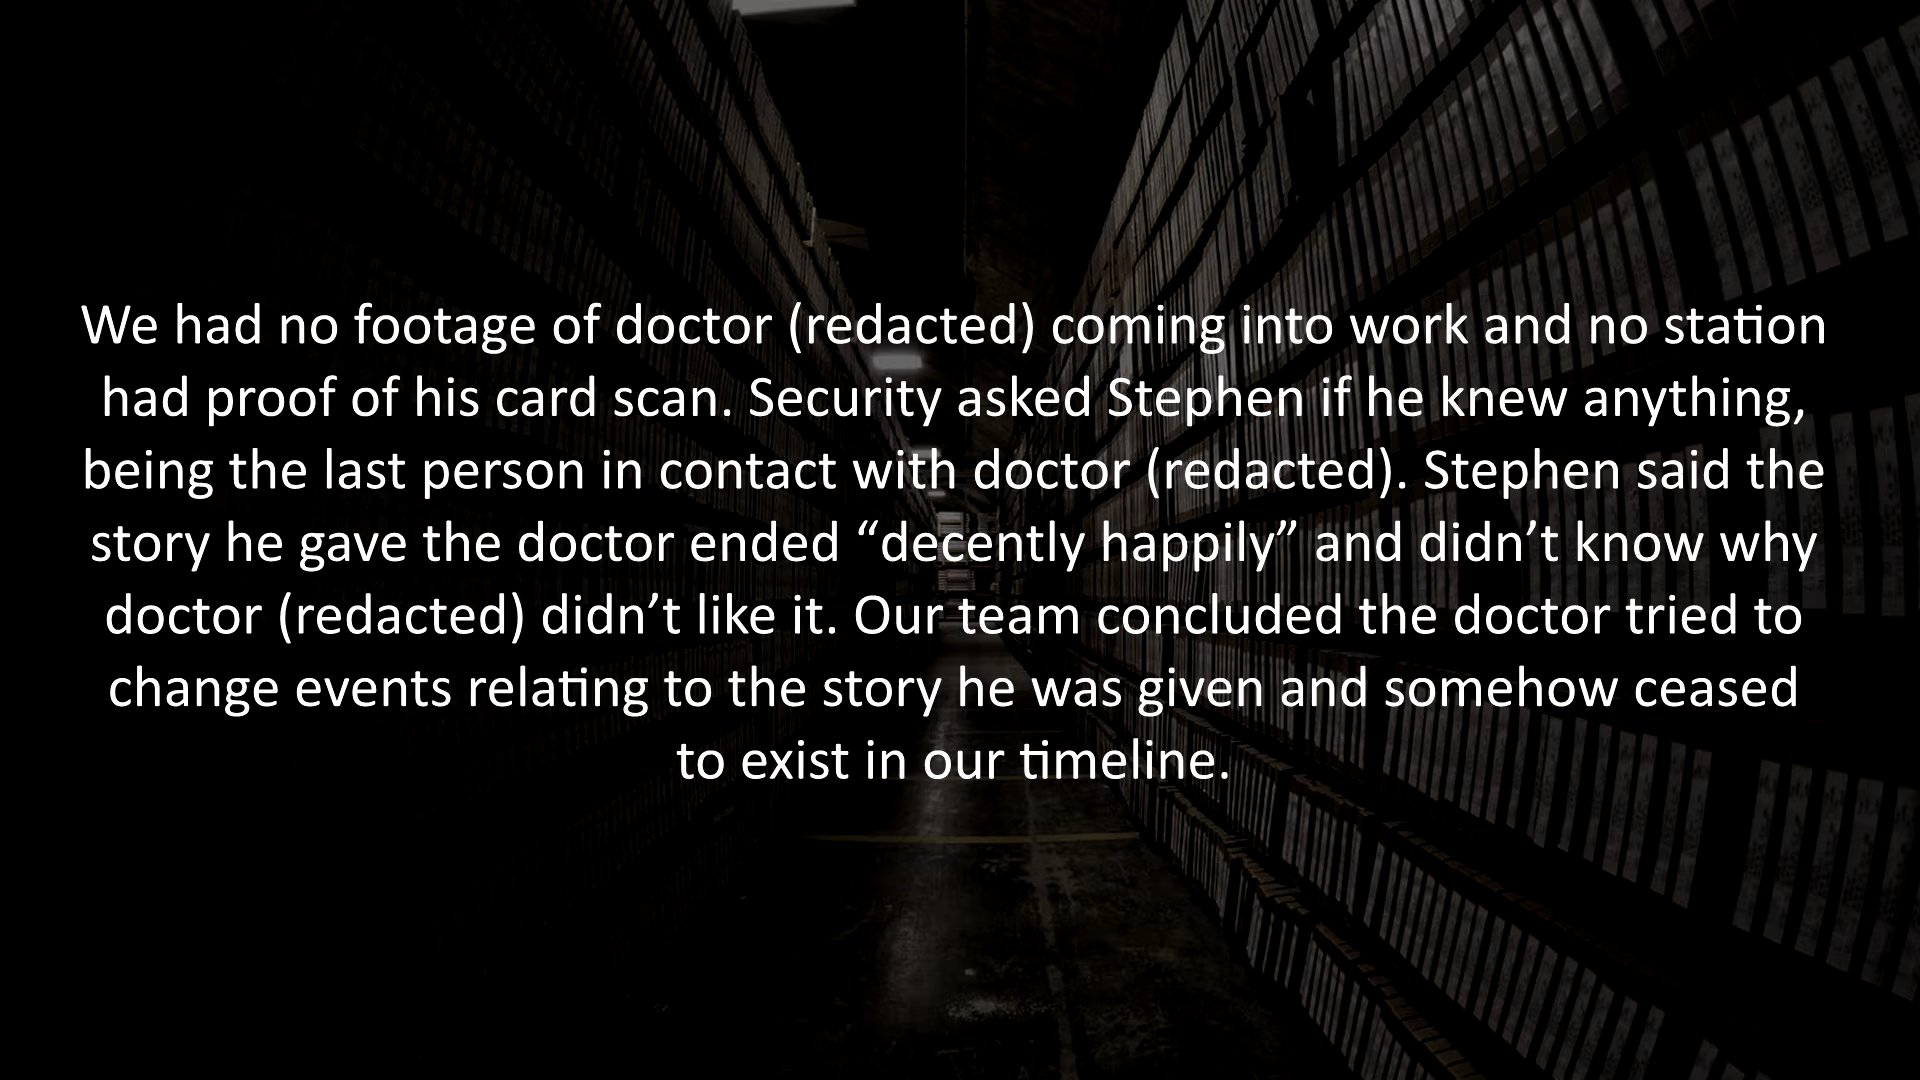 We had no footage of doctor (redacted) coming into work and no station
had proof of his card scan. Security asked Stephen if he knew anything,
being the last person in contact with doctor (redacted). Stephen said the
story he gave the doctor ended “decently happily” and didn’t know why
doctor (redacted) didn’t like it. Our team concluded the doctor tried to
change events relating to the story he was given and somehow ceased
to exist in our timeline.